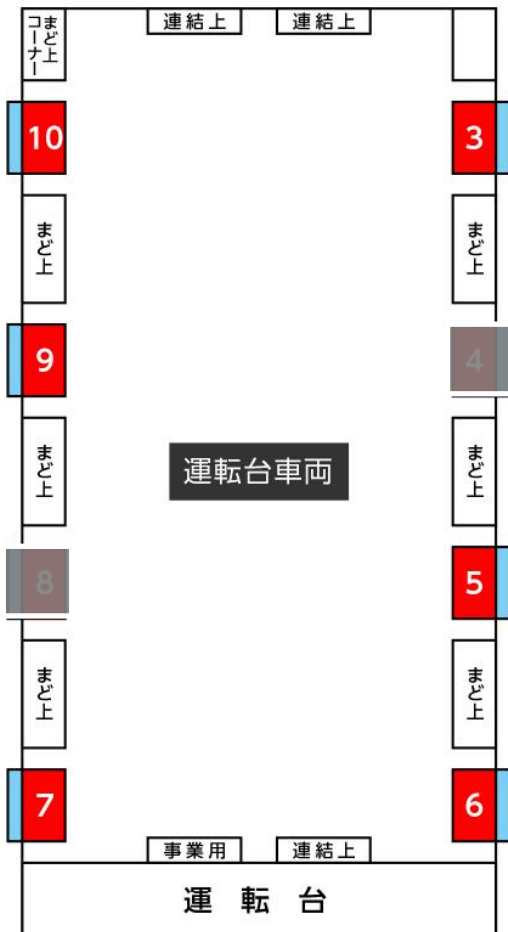 まど上
コーナー
連結上
連結上
10
3
まど上
まど上
9
4
まど上
運転台車両
まど上
8
5
まど上
まど上
7
6
事業用
連結上
運転台